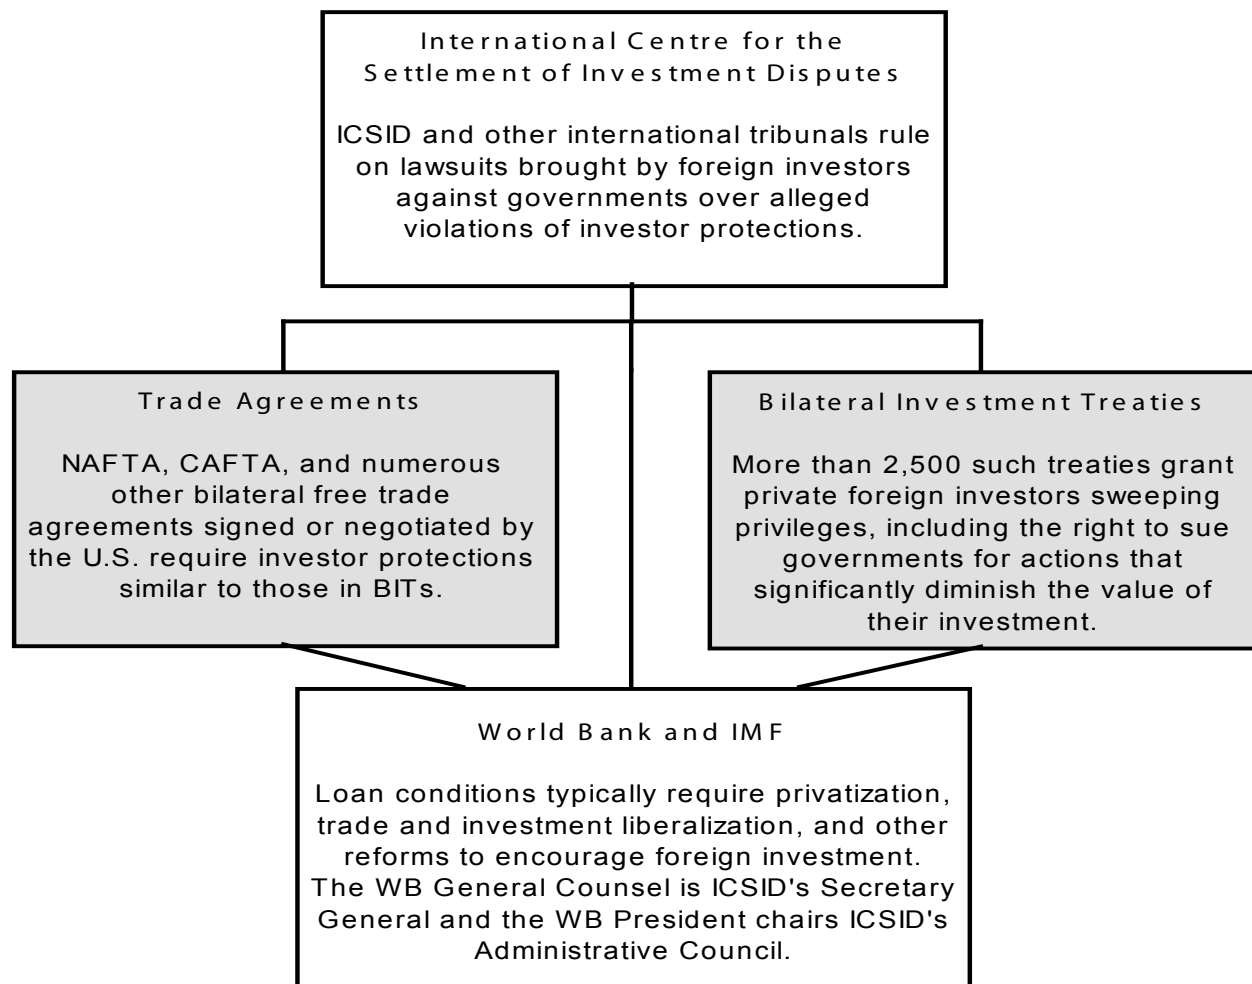 International Centre for the
Settlement of Investment Disputes
ICSID and other international tribunals rule
on lawsuits brought by foreign investors
against governments over alleged
violations of investor protections.
Trade Agreements
NAFTA, CAFTA, and numerous
other bilateral free trade
agreements signed or negotiated by
the U.S. require investor protections
similar to those in BITs.
Bilateral Investment Treaties
More than 2,500 such treaties grant
private foreign investors sweeping
privileges, including the right to sue
governments for actions that
significantly diminish the value of
their investment.
World Bank and IMF
Loan conditions typically require privatization,
trade and investment liberalization, and other
reforms to encourage foreign investment.
The WB General Counsel is ICSID's Secretary
General and the WB President chairs ICSID's
Administrative Council.